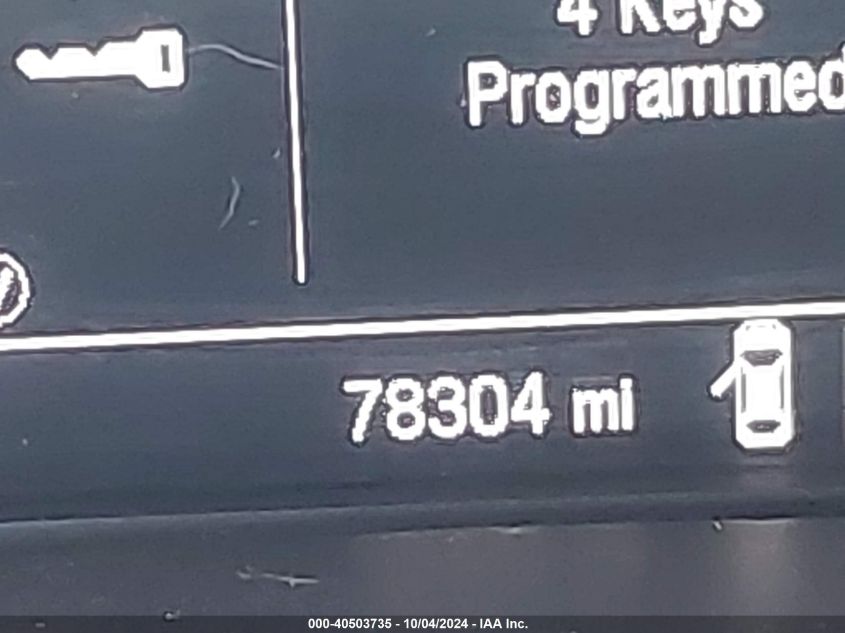 4 Keys
Programmed
78304 mi
000-40503735 - 10/04/2024 - IAA Inc.